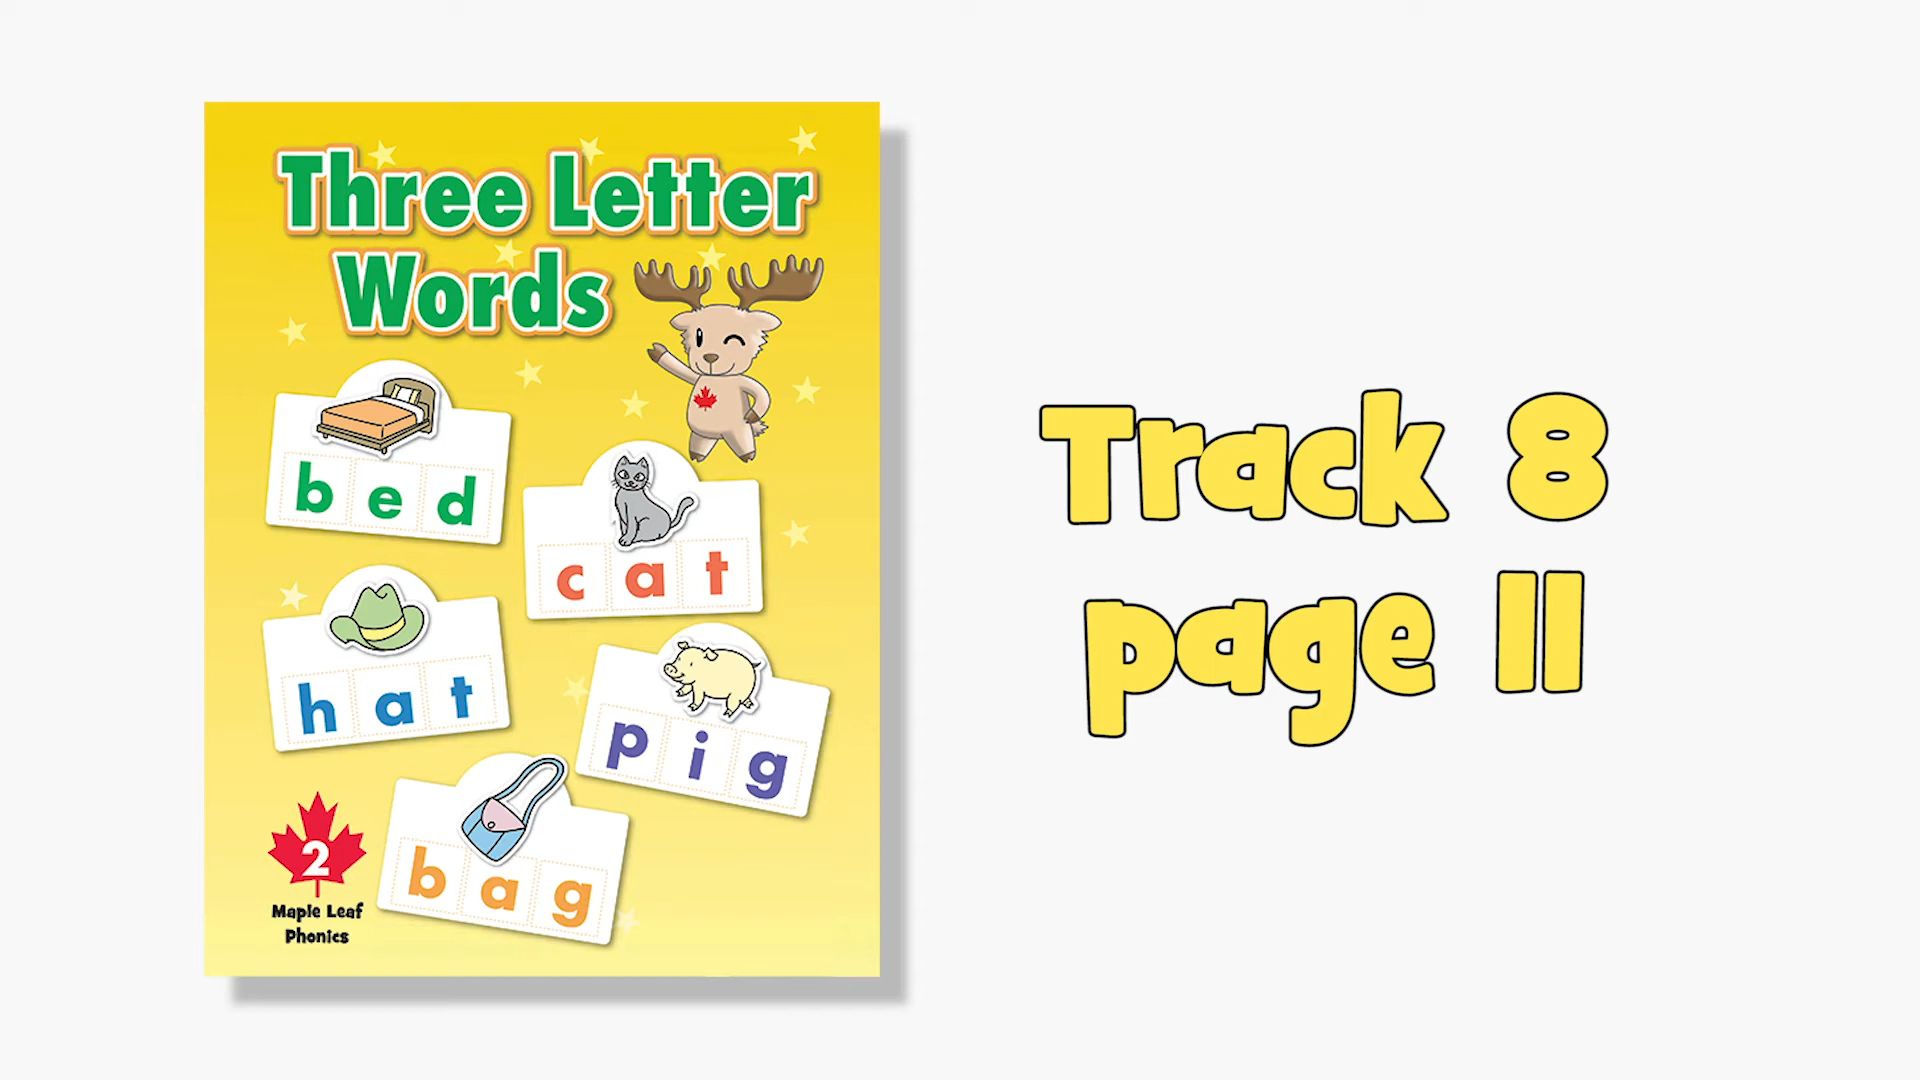 Three Letter
Words
bed
cat
hat
pig
bag
2
Maple Leaf
Phonics
Track 8
page 11